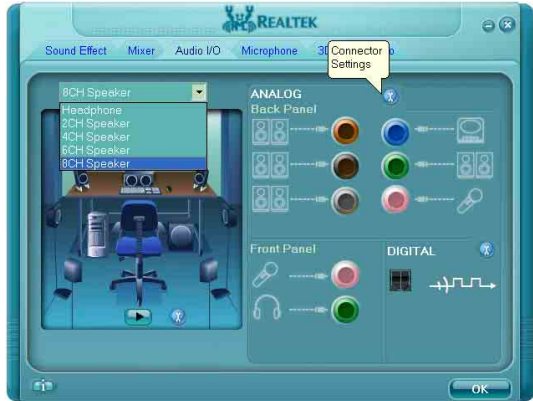 REALTEK
Sound Effect
Mixer
Audio I/O
Microphone
3D
o
Connector
Settings
8CH Speaker
Headphone
2CH Speaker
4CH Speaker
6CH Speaker
8CH Speaker
ANALOG
Back Panel
Front Panel
DIGITAL
OK